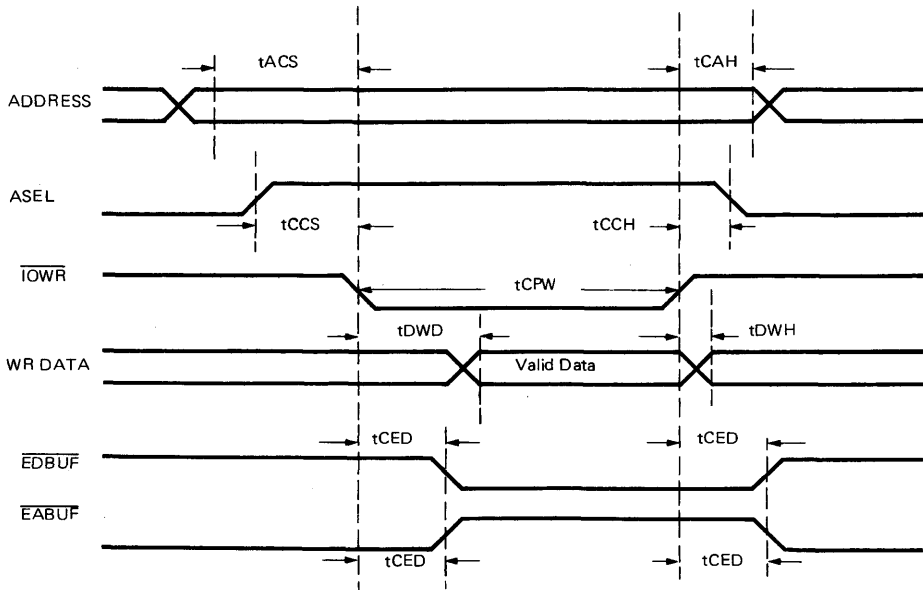 tACS
tCAH
ADDRESS
ASEL
tCCS
tCCH
IOWR
tCPW
tDWD
tDWH
WR DATA
Valid Data
tCED
tCED
EDBUF
EABUF
tCED
tCED